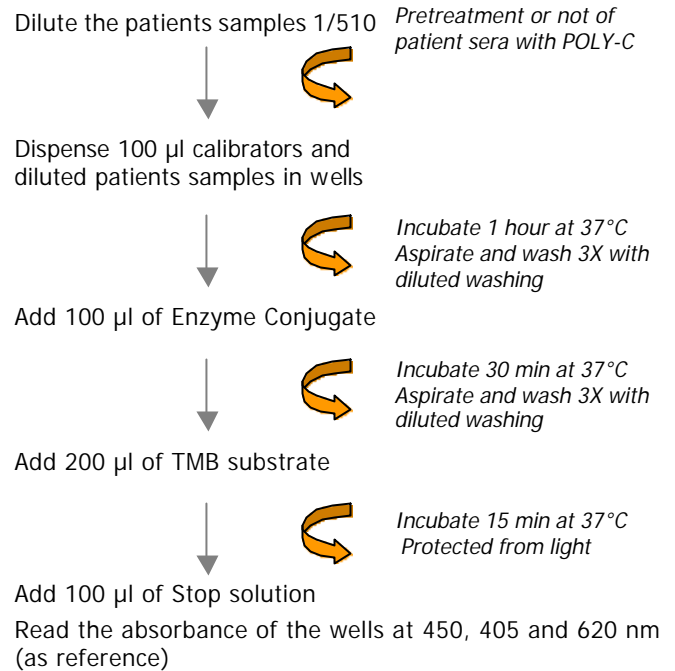 Dilute the patients samples 1/510
Pretreatment or not of
patient sera with POLY-C
Dispense 100 µl calibrators and
diluted patients samples in wells
Incubate 1 hour at 37°C
Aspirate and wash 3X with
diluted washing
Add 100 µl of Enzyme Conjugate
Incubate 30 min at 37°C
Aspirate and wash 3X with
diluted washing
Add 200 µl of TMB substrate
Incubate 15 min at 37°C
Protected from light
Add 100 µl of Stop solution
Read the absorbance of the wells at 450, 405 and 620 nm
(as reference)